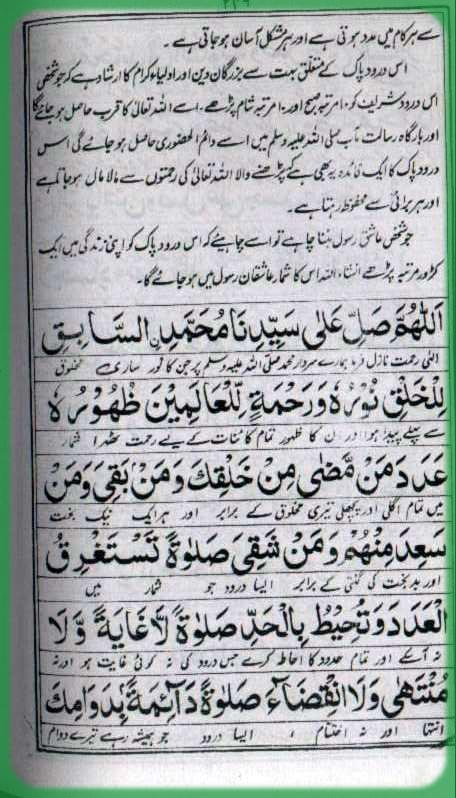 ۲۳۹
سے ہر کام میں مدد ہوتی ہے اور ہر مشکل آسان ہو جاتی ہے۔
اس درود پاک کے متعلق بہت سے بزرگان دین اور اولیاء کرام کا ارشاد ہے کہ جو شخص
اس درود شریف کو ۱۰ مرتبہ صبح اور ۱۰ مرتبہ شام پڑھے۔ اسے اللہ تعالیٰ کا قرب حاصل ہو جائے گا
اور بارگاہ رسالت مآب صلی اللہ علیہ وسلم میں اسے دائم الحضوری حاصل ہو جائے گی اس
درود پاک کا ایک فائدہ یہ بھی ہے کہ پڑھنے والا اللہ تعالیٰ کی رحمتوں سے مالا مال ہو جاتا ہے
اور ہر برائی سے محفوظ رہتا ہے۔
جو شخص عاشق رسول بننا چاہے تو اسے چاہیئے کہ اس درود پاک کو اپنی زندگی میں ایک
کروڑ مرتبہ پڑھے انشاء اللہ اس کا شمار عاشقان رسول میں ہو جائے گا۔
اَللّٰهُمَّ صَلِّ عَلٰى سَيِّدِنَا مُحَمَّدِنِ السَّابِقِ
الٰہی رحمت نازل فرما ہمارے سردار محمد صلی اللہ علیہ وسلم پر جن کا نور ساری مخلوق
لِلْخَلْقِ نُوْرُهٗ وَرَحْمَةٌ لِّلْعَالَمِيْنَ ظُهُوْرُهٗ
سے پہلے پیدا ہوا اور ان کا ظہور تمام کائنات کے لیے رحمت ٹھہرا شمار
عَدَدَ مَنْ مَّضٰى مِنْ خَلْقِكَ وَمَنْ بَقِىَ وَمَنْ
میں تمام اگلی اور پچھلی تیری مخلوق کے برابر اور ہر ایک نیک بخت
سَعِدَ مِنْهُمْ وَمَنْ شَقِىَ صَلٰوةً تَسْتَغْرِقُ
اور بد بخت کی گنتی کے برابر ایسا درود جو شمار میں
الْعَدَدَ وَتُحِيْطُ بِالْحَدِّ صَلٰوةً لَّا غَايَةَ وَلَا
نہ آسکے اور تمام حدود کا احاطہ کرے جس درود کی نہ کوئی غایت ہو اور نہ
مُنْتَهٰى وَلَا انْقِضَآءَ صَلٰوةً دَآئِمَةً بِدَوَامِكَ
انتہا اور نہ اختتام ، ایسا درود جو ہمیشہ رہے تیرے دوام